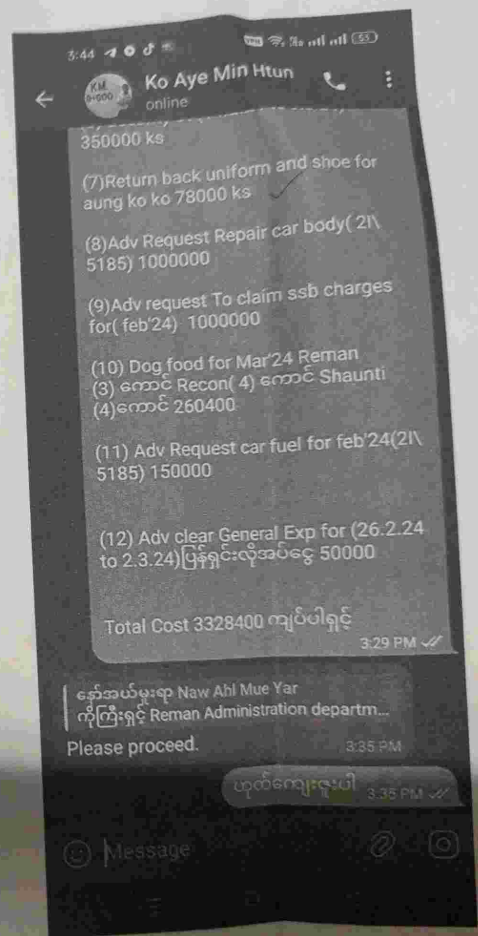 3:44
VPN
53
KM
0+000
Ko Aye Min Htun
online
350000 ks
(7)Return back uniform and shoe for
aung ko ko 78000 ks
(8)Adv Request Repair car body( 2I\
5185) 1000000
(9)Adv request To claim ssb charges
for( feb'24) 1000000
(10) Dog food for Mar'24 Reman
(3) ကောင် Recon( 4) ကောင် Shaunti
(4)ကောင် 260400
(11) Adv Request car fuel for feb'24(2I\
5185) 150000
(12) Adv clear General Exp for (26.2.24
to 2.3.24)ပြန်ရှင်းလိုအပ်ငွေ 50000
Total Cost 3328400 ကျပ်ပါရှင့်
3:29 PM
နော်အယ်မူးရာ Naw Ahl Mue Yar
ကိုကြီးရှင့် Reman Administration departm...
Please proceed.
3:35 PM
ဟုတ်ကျေးဇူးပါ
3:35 PM
Message